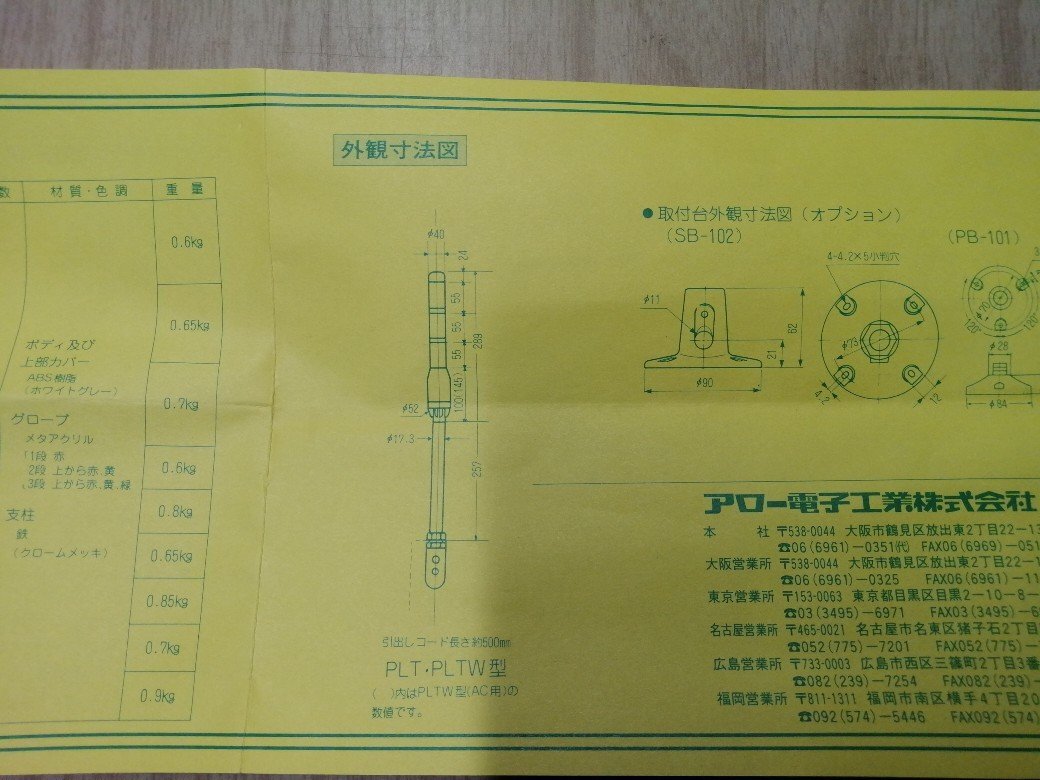 数 材質・色調 重量
0.6kg
0.65kg
ボディ及び
上部カバー
ABS樹脂
(ホワイトグレー)
0.7kg
グローブ
メタアクリル
1段 赤
2段 上から赤、黄
3段 上から赤、黄、緑
0.6kg
支柱
鉄
(クロームメッキ)
0.8kg
0.65kg
0.85kg
0.7kg
0.9kg
外観寸法図
φ40
24
55
55
55
288
100(145)
φ52
φ17.3
257
引出しコード長さ約500mm
PLT・PLTW型
( )内はPLTW型(AC用)の
数値です。
●取付台外観寸法図(オプション)
(SB-102)
(PB-101)
4-4.2×5小判穴
φ11
62
21
φ90
φ73
4.2
12
φ70
120°
120°
φ28
φ84
アロー電子工業株式会社
本 社 〒538-0044 大阪市鶴見区放出東2丁目22-13
☎06(6961)-0351(代) FAX06(6969)-051
大阪営業所 〒538-0044 大阪市鶴見区放出東2丁目22-1
☎06(6961)-0325 FAX06(6961)-11
東京営業所 〒153-0063 東京都目黒区目黒2-10-8-
☎03(3495)-6971 FAX03(3495)-6
名古屋営業所 〒465-0021 名古屋市名東区猪子石2丁目
☎052(775)-7201 FAX052(775)-
広島営業所 〒733-0003 広島市西区三篠町2丁目3番
☎082(239)-7254 FAX082(239)-
福岡営業所 〒811-1311 福岡市南区横手4丁目20
☎092(574)-5446 FAX092(574)